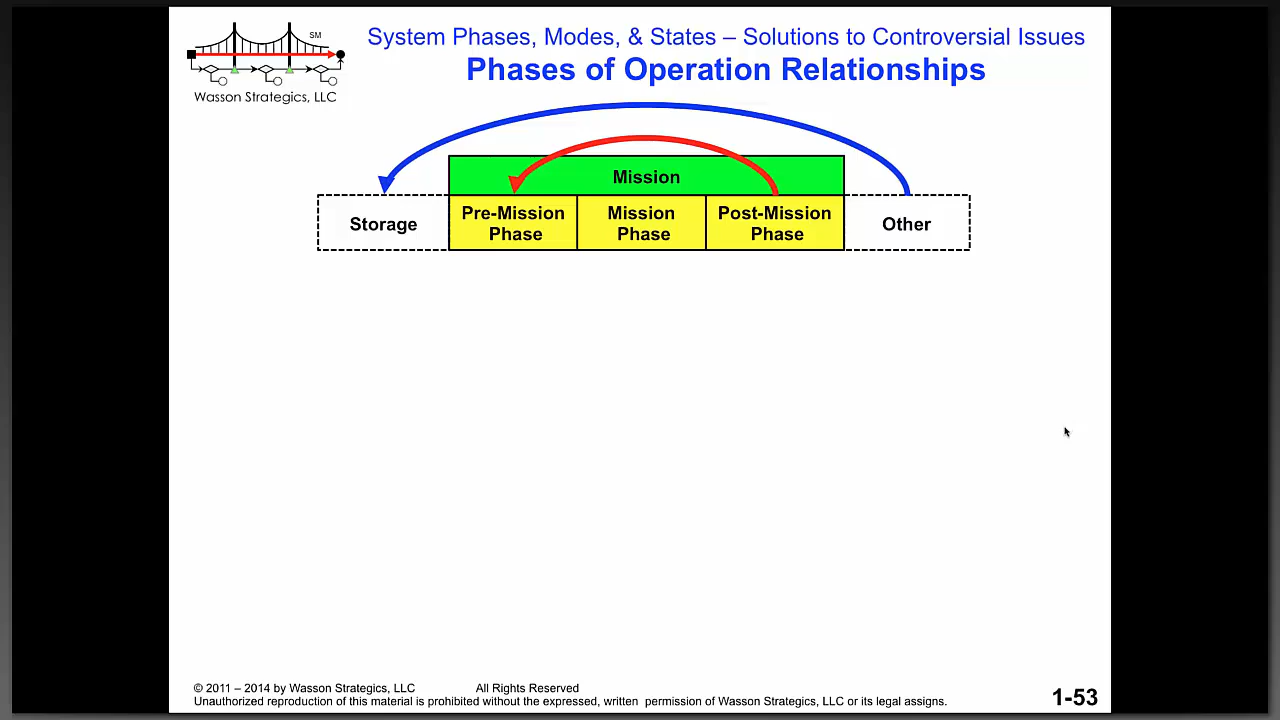 SM
Wasson Strategics, LLC
System Phases, Modes, & States – Solutions to Controversial Issues
Phases of Operation Relationships
Mission
Storage
Pre-Mission
Phase
Mission
Phase
Post-Mission
Phase
Other
© 2011 – 2014 by Wasson Strategics, LLC All Rights Reserved
Unauthorized reproduction of this material is prohibited without the expressed, written permission of Wasson Strategics, LLC or its legal assigns.
1-53